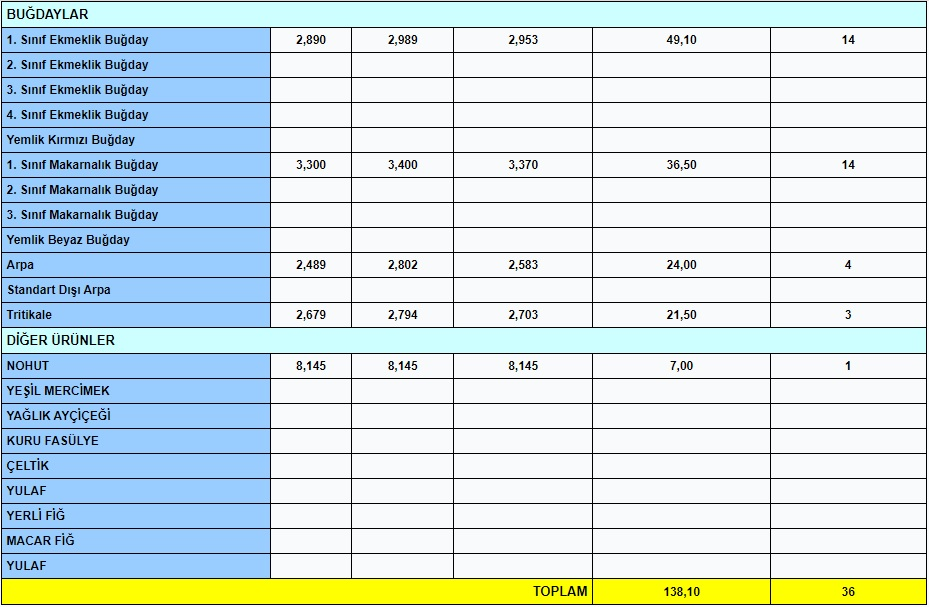 BUĞDAYLAR
1. Sınıf Ekmeklik Buğday 2,890 2,989 2,953 49,10 14
2. Sınıf Ekmeklik Buğday
3. Sınıf Ekmeklik Buğday
4. Sınıf Ekmeklik Buğday
Yemlik Kırmızı Buğday
1. Sınıf Makarnalık Buğday 3,300 3,400 3,370 36,50 14
2. Sınıf Makarnalık Buğday
3. Sınıf Makarnalık Buğday
Yemlik Beyaz Buğday
Arpa 2,489 2,802 2,583 24,00 4
Standart Dışı Arpa
Tritikale 2,679 2,794 2,703 21,50 3
DİĞER ÜRÜNLER
NOHUT 8,145 8,145 8,145 7,00 1
YEŞİL MERCİMEK
YAĞLIK AYÇİÇEĞİ
KURU FASÜLYE
ÇELTİK
YULAF
YERLİ FİĞ
MACAR FİĞ
YULAF
TOPLAM 138,10 36